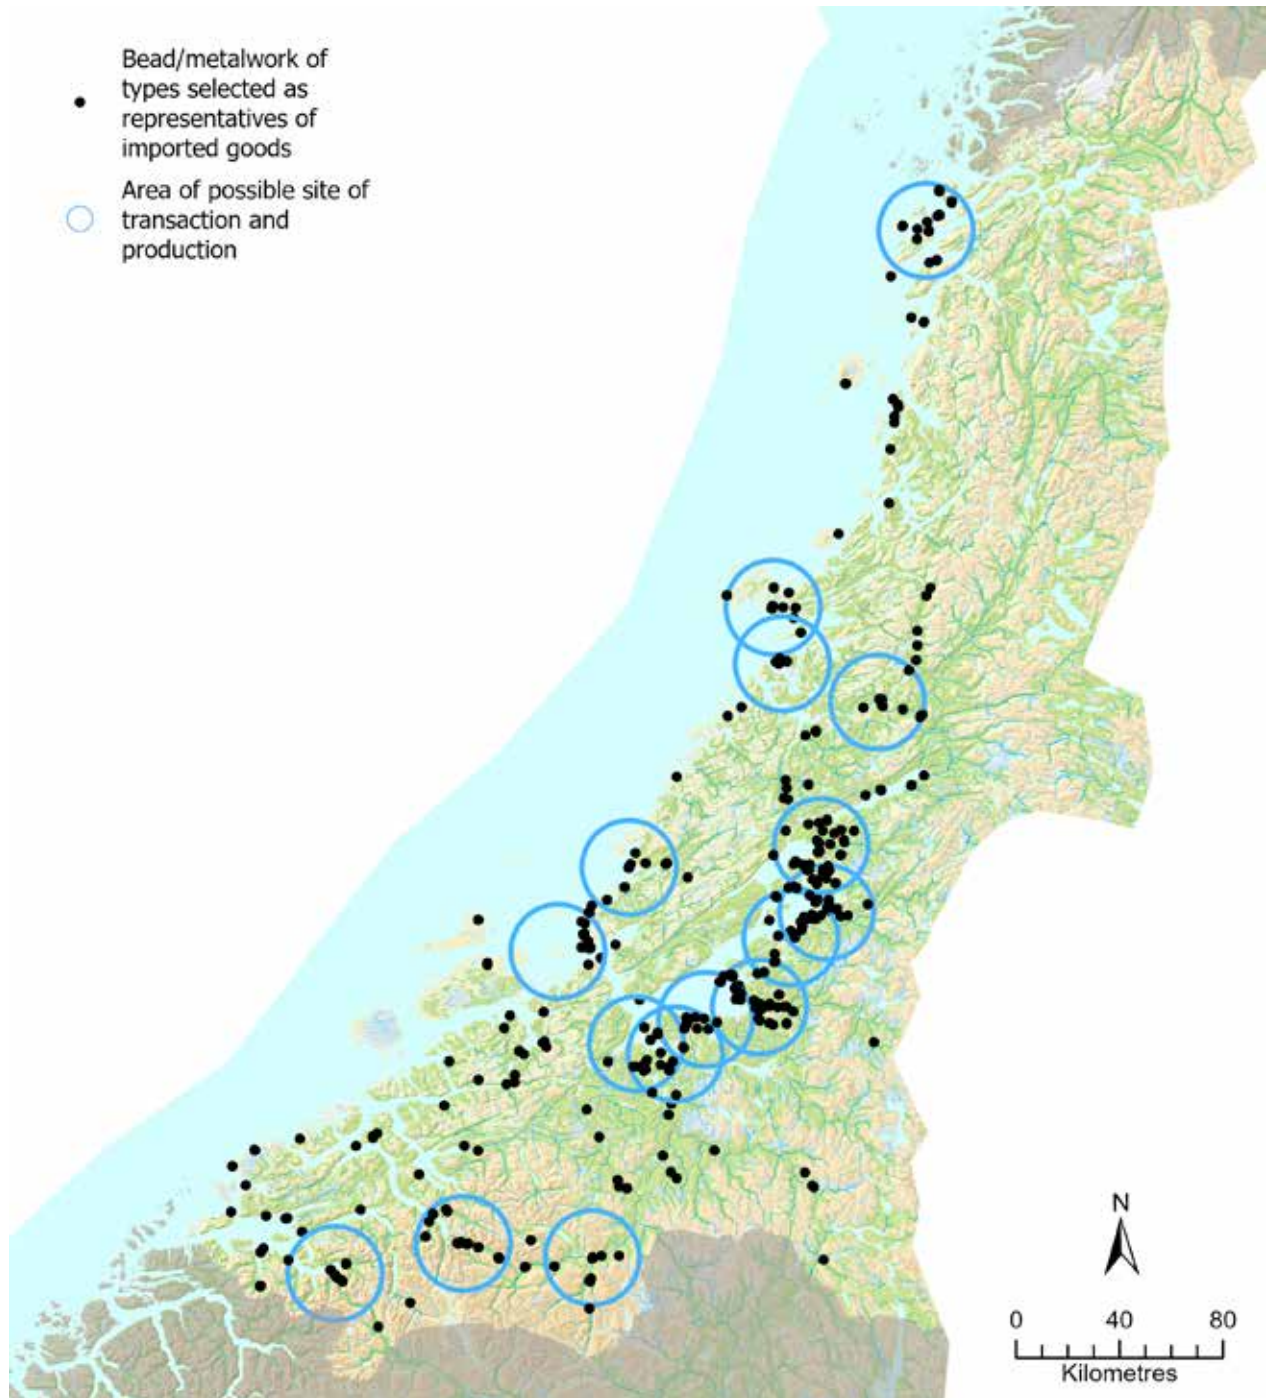 Bead/metalwork of
types selected as
representatives of
imported goods
Area of possible site of
transaction and
production
N
0 40 80
Kilometres